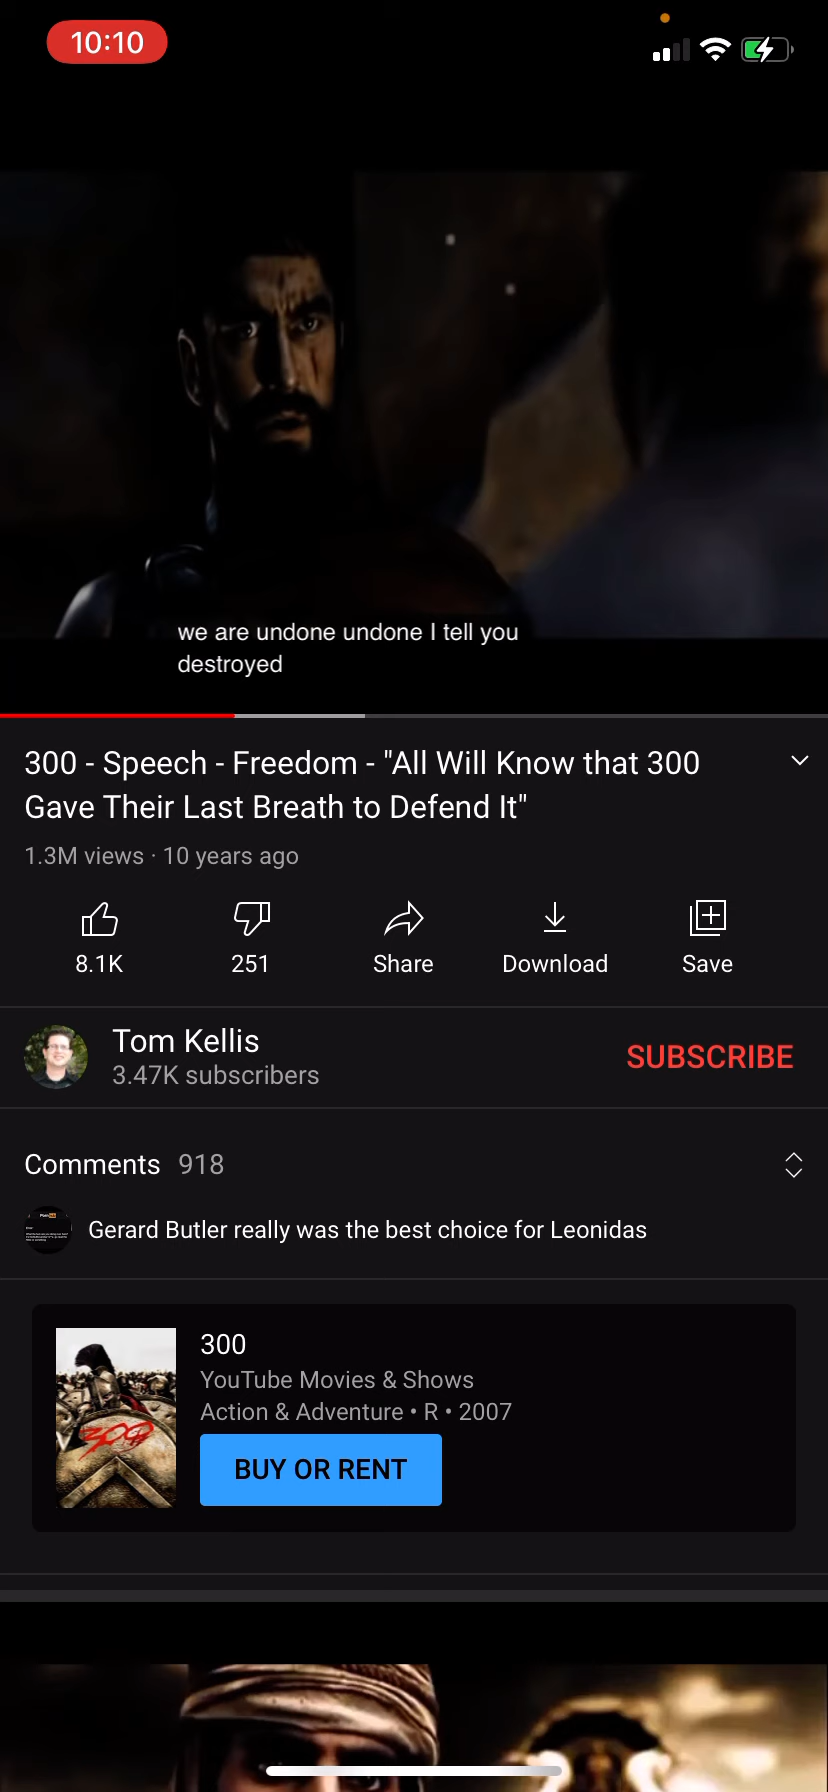 10:10
we are undone undone I tell you
destroyed
300 - Speech - Freedom - "All Will Know that 300
Gave Their Last Breath to Defend It"
1.3M views · 10 years ago
8.1K
251
Share
Download
Save
Tom Kellis
3.47K subscribers
SUBSCRIBE
Comments 918
Gerard Butler really was the best choice for Leonidas
300
300
YouTube Movies & Shows
Action & Adventure • R • 2007
BUY OR RENT